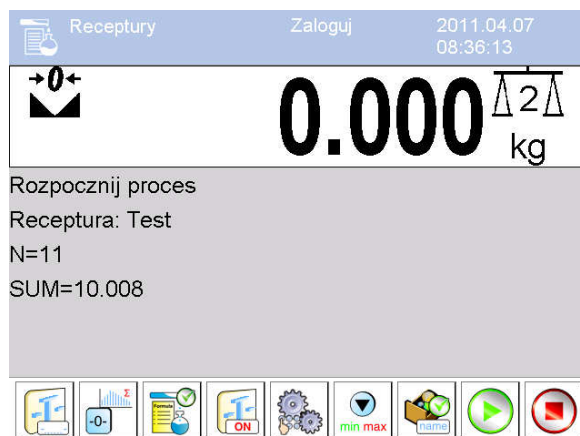 Receptury Zaloguj 2011.04.07
08:36:13
→0←
0.000 2
kg
Rozpocznij proces
Receptura: Test
N=11
SUM=10.008
-0- Σ Formula ON min max name